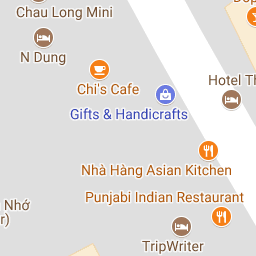 Chau Long Mini
N Dung
Chi's Cafe
Hotel Th
Gifts & Handicrafts
Nhà Hàng Asian Kitchen
Punjabi Indian Restaurant
Nhớ
r)
TripWriter